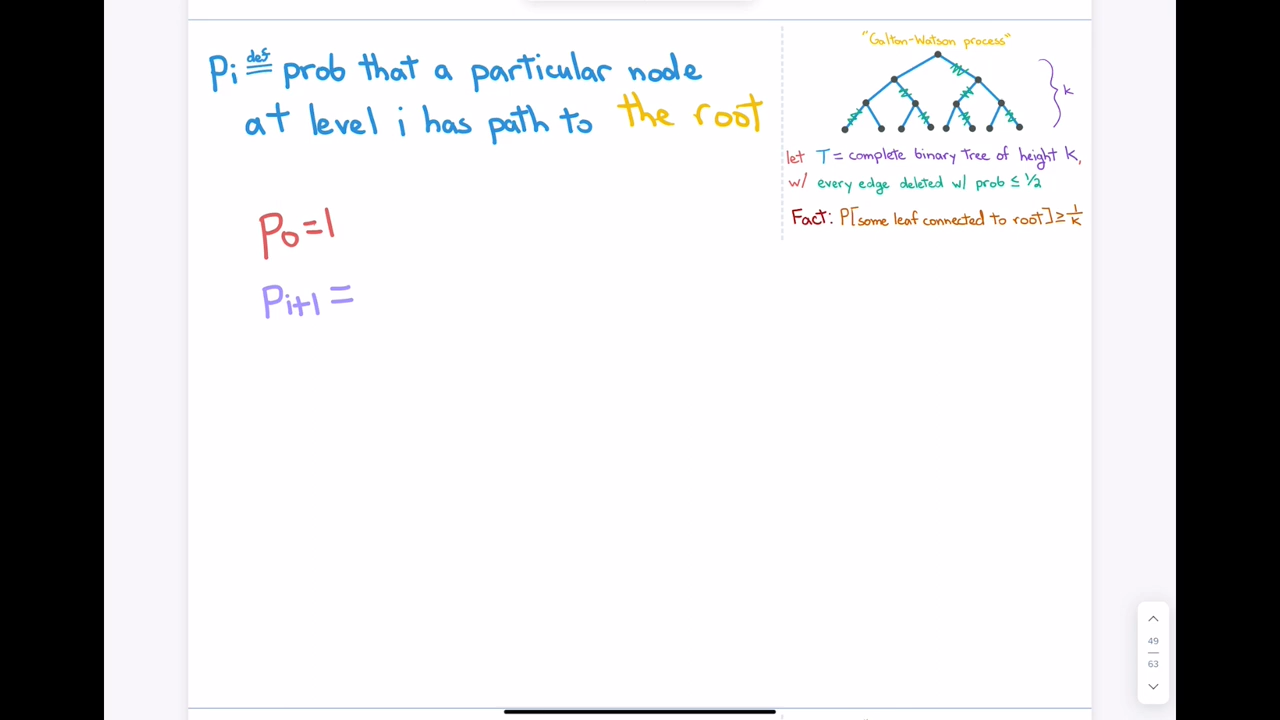 Pi def= prob that a particular node
at level i has path to the root
P0=1
Pi+1=
"Galton-Watson process"
k
let T = complete binary tree of height k,
w/ every edge deleted w/ prob ≤ 1/2
Fact: P[some leaf connected to root] ≥ 1/k
49
63